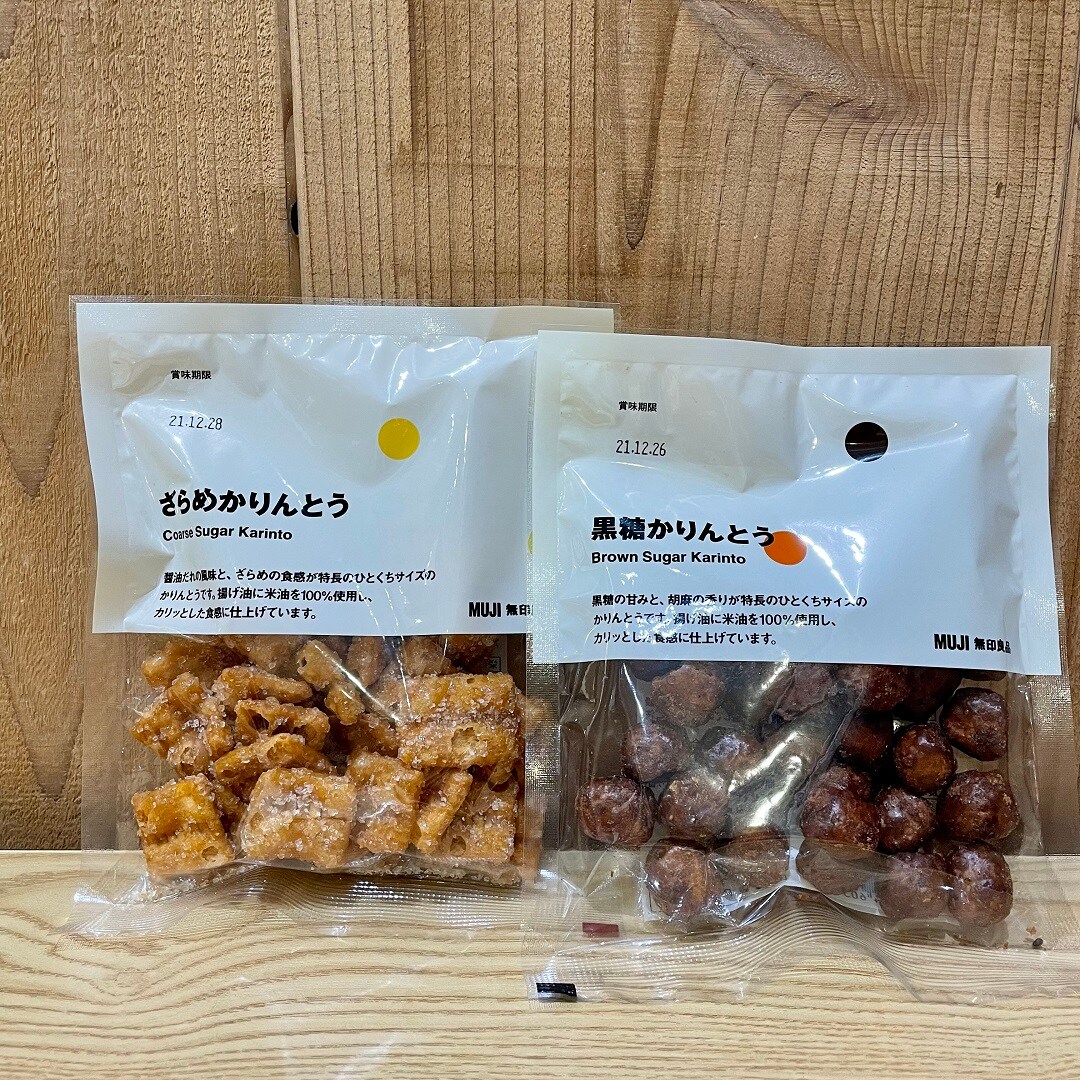 賞味期限
21.12.28
ざらめかりんとう
Coarse Sugar Karinto
醤油だれの風味と、ざらめの食感が特長のひとくちサイズの
かりんとうです。揚げ油に米油を100%使用し、
カリッとした食感に仕上げています。
MUJI 無印
賞味期限
21.12.26
黒糖かりんとう
Brown Sugar Karinto
黒糖の甘みと、胡麻の香りが特長のひとくちサイズの
かりんとうです。揚げ油に米油を100%使用し、
カリッとした食感に仕上げています。
MUJI 無印良品